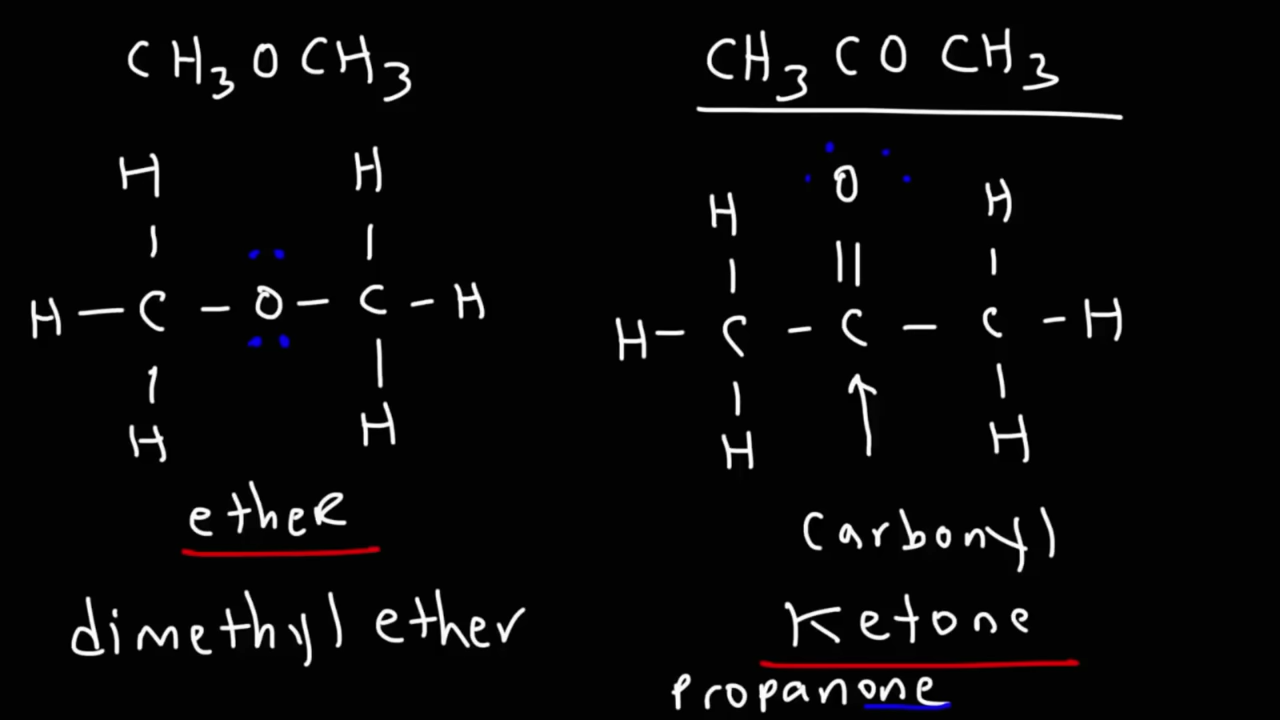 CH3OCH3
H H
H — C — O — C — H
H H
ether
dimethyl ether
CH3COCH3
O
H H
H — C — C — C — H
H H
Carbonyl
Ketone
Propanone